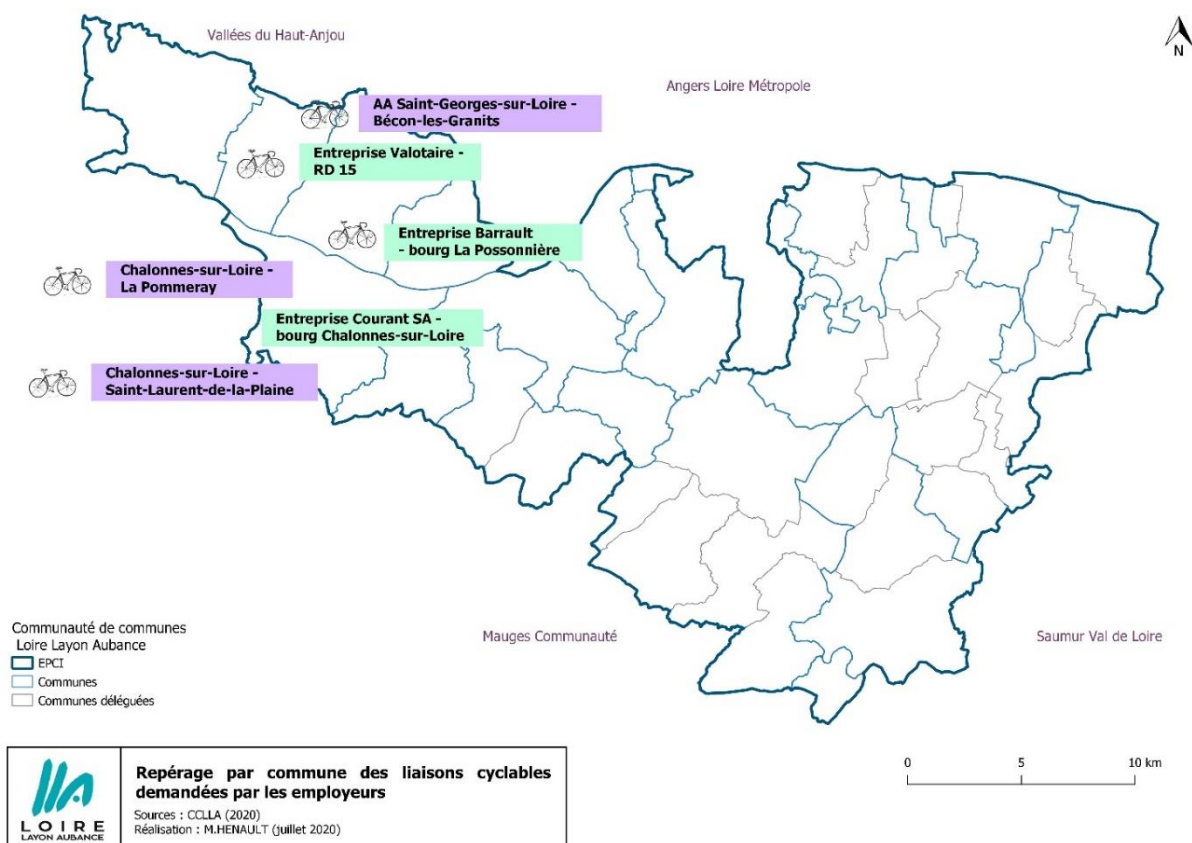 Vallées du Haut-Anjou
N
Angers Loire Métropole
AA Saint-Georges-sur-Loire -
Bécon-les-Granits
Entreprise Valotaire -
RD 15
Entreprise Barrault
- bourg La Possonnière
Chalonnes-sur-Loire -
La Pommeray
Entreprise Courant SA -
bourg Chalonnes-sur-Loire
Chalonnes-sur-Loire -
Saint-Laurent-de-la-Plaine
Mauges Communauté
Saumur Val de Loire
Communauté de communes
Loire Layon Aubance
EPCI
Communes
Communes déléguées
0 5 10 km
LOIRE
LAYON AUBANCE
Repérage par commune des liaisons cyclables
demandées par les employeurs
Sources : CCLLA (2020)
Réalisation : M.HENAULT (juillet 2020)